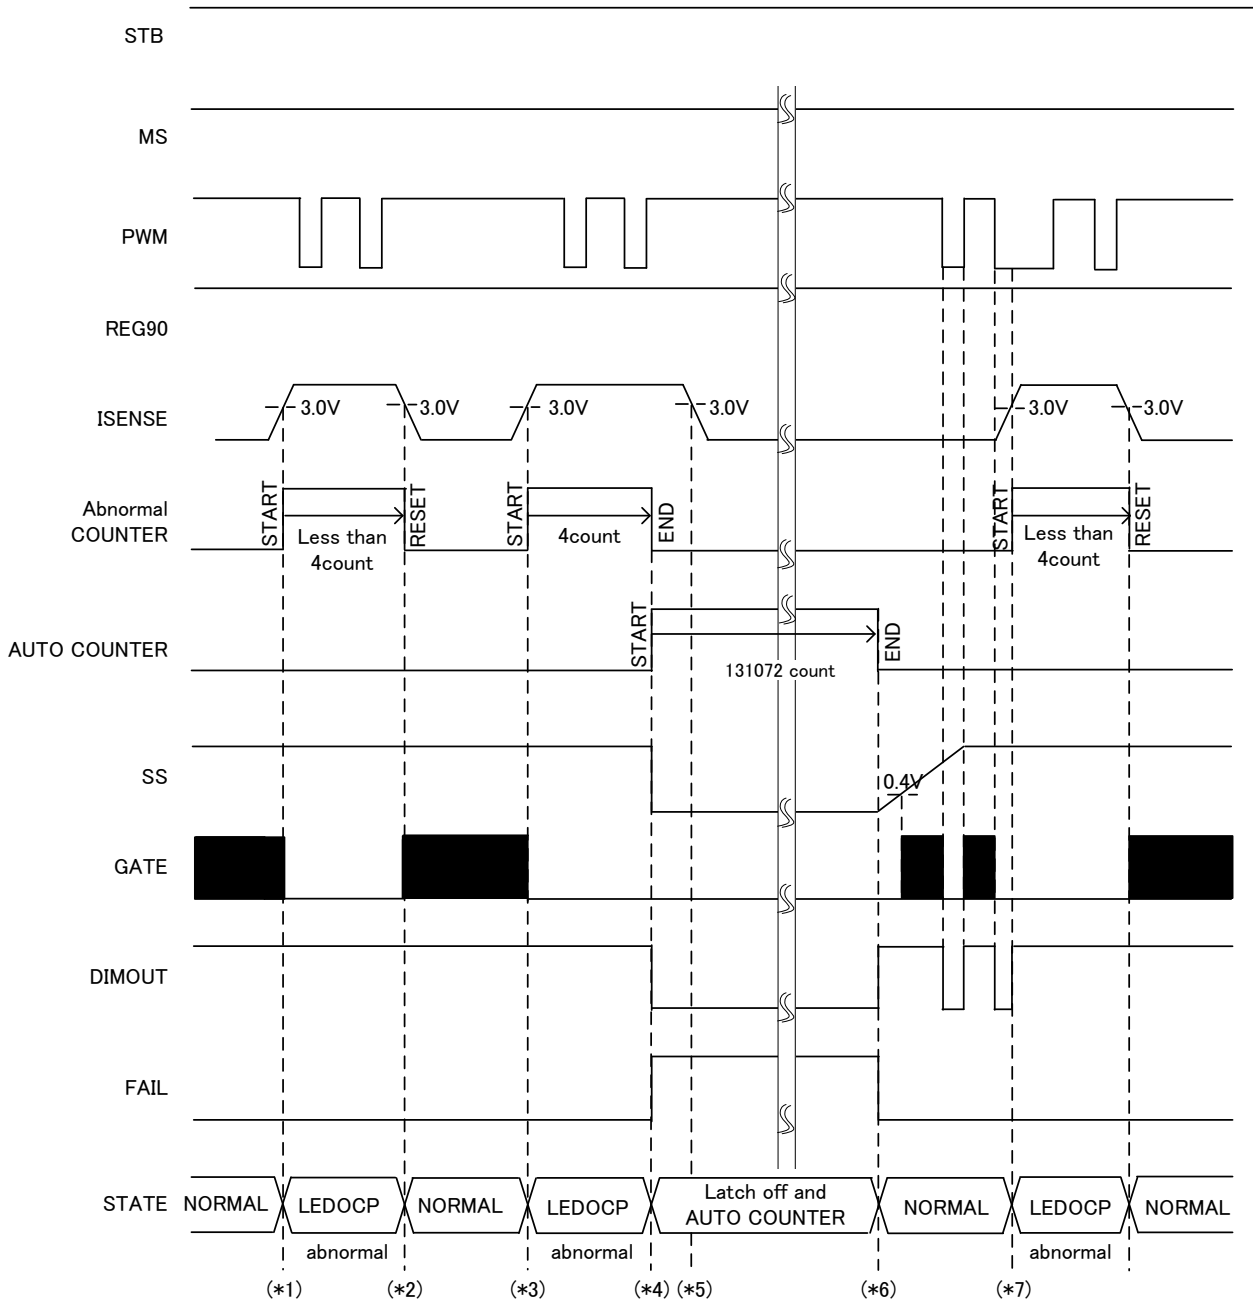 STB
MS
PWM
REG90
ISENSE
3.0V
3.0V
3.0V
3.0V
3.0V
3.0V
Abnormal
COUNTER
START
Less than
4count
RESET
START
4count
END
START
Less than
4count
RESET
AUTO COUNTER
START
131072 count
END
SS
0.4V
GATE
DIMOUT
FAIL
STATE
NORMAL
LEDOCP
NORMAL
LEDOCP
Latch off and
AUTO COUNTER
NORMAL
LEDOCP
NORMAL
abnormal
abnormal
abnormal
(*1)
(*2)
(*3)
(*4)
(*5)
(*6)
(*7)